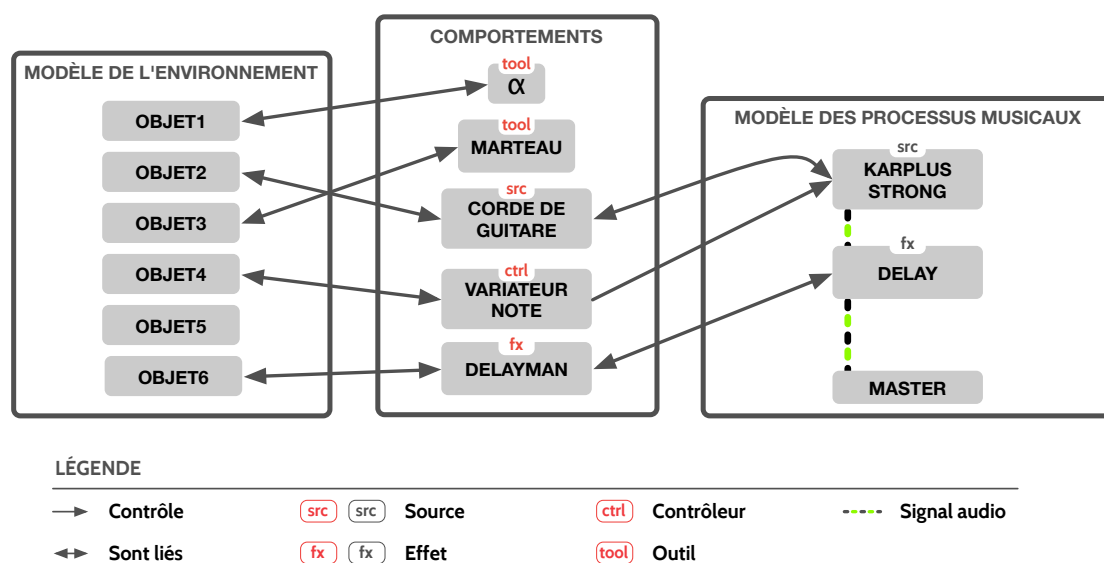 MODÈLE DE L'ENVIRONNEMENT
OBJET1
OBJET2
OBJET3
OBJET4
OBJET5
OBJET6
COMPORTEMENTS
tool
α
tool
MARTEAU
src
CORDE DE
GUITARE
ctrl
VARIATEUR
NOTE
fx
DELAYMAN
MODÈLE DES PROCESSUS MUSICAUX
src
KARPLUS
STRONG
fx
DELAY
MASTER
LÉGENDE
Contrôle
src src Source
ctrl Contrôleur
Signal audio
Sont liés
fx fx Effet
tool Outil